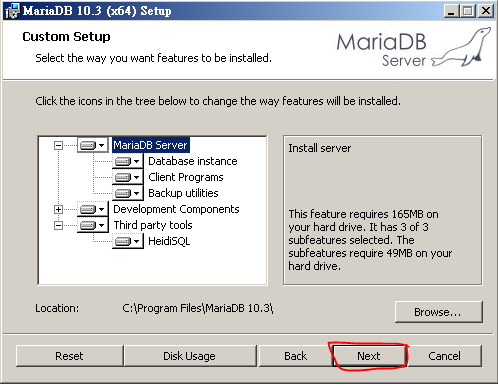 MariaDB 10.3 (x64) Setup
Custom Setup
Select the way you want features to be installed.
MariaDB
Server
Click the icons in the tree below to change the way features will be installed.
MariaDB Server
Database instance
Client Programs
Backup utilities
Development Components
Third party tools
HeidiSQL
Install server
This feature requires 165MB on
your hard drive. It has 3 of 3
subfeatures selected. The
subfeatures require 49MB on your
hard drive.
Location: C:\Program Files\MariaDB 10.3\
Browse...
Reset Disk Usage Back Next Cancel